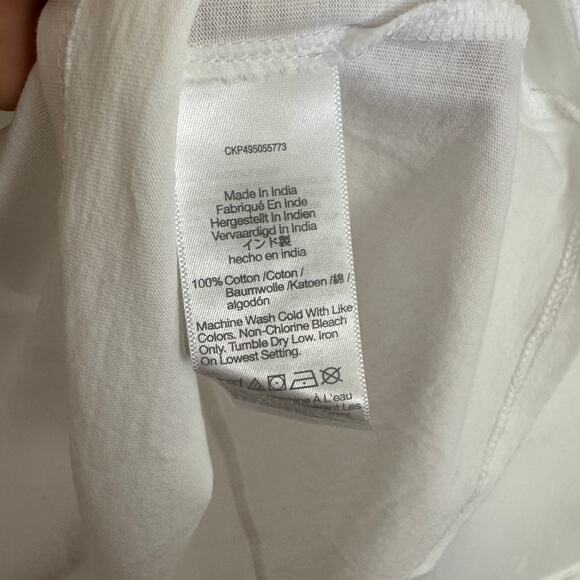 CKP495055773
Made In India
Fabriqué En Inde
Hergestellt In Indien
Vervaardigd In India
インド製
hecho en india
100% Cotton /Coton /
Baumwolle /Katoen /綿 /
algodón
Machine Wash Cold With Like
Colors. Non-Chlorine Bleach
Only. Tumble Dry Low. Iron
On Lowest Setting.
À L'eau
Les